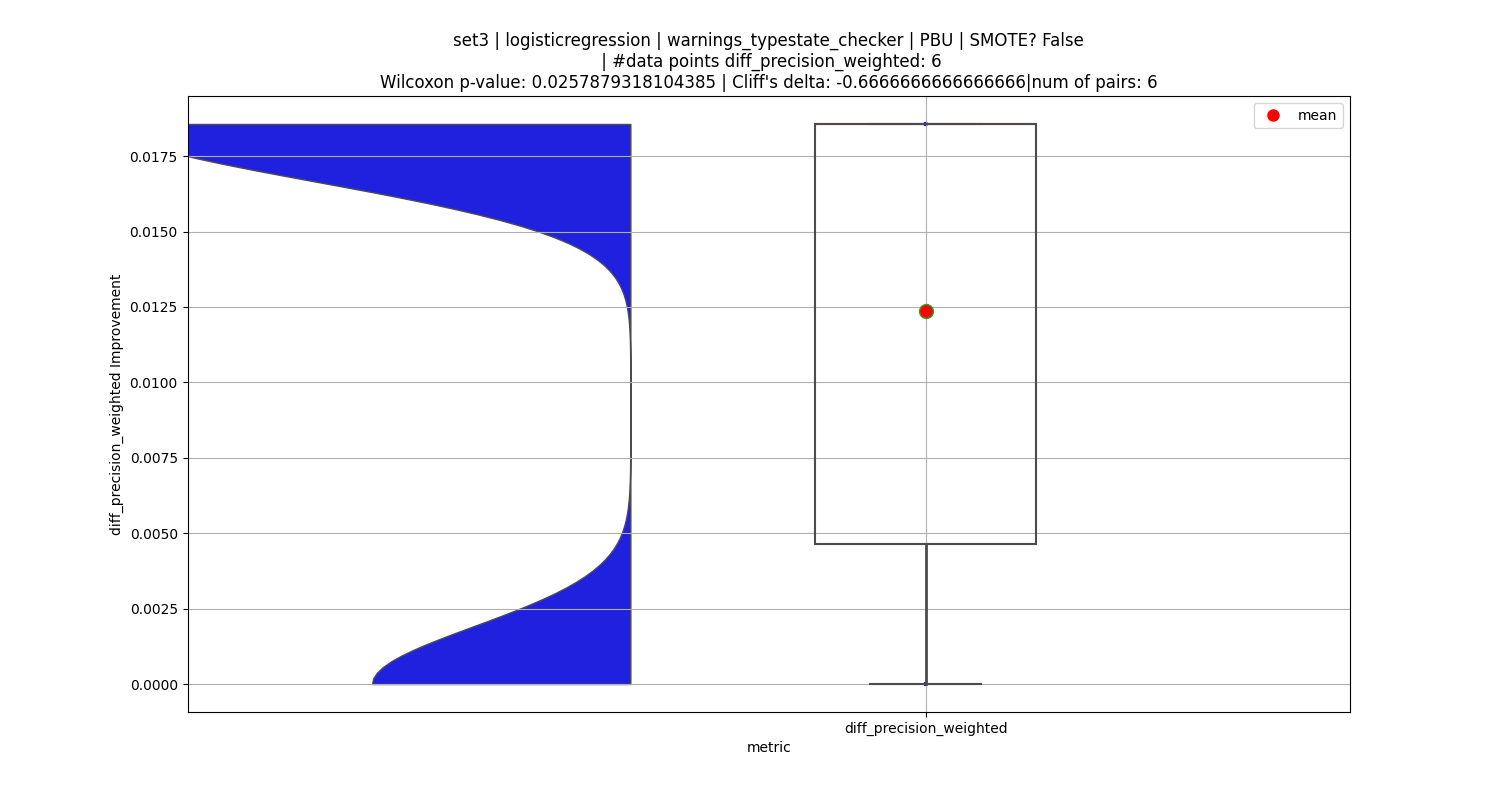 set3 | logisticregression | warnings_typestate_checker | PBU | SMOTE? False
| #data points diff_precision_weighted: 6
Wilcoxon p-value: 0.0257879318104385 | Cliff's delta: -0.6666666666666666|num of pairs: 6
mean
0.0175
0.0150
0.0125
0.0100
0.0075
0.0050
0.0025
0.0000
diff_precision_weighted Improvement
diff_precision_weighted
metric